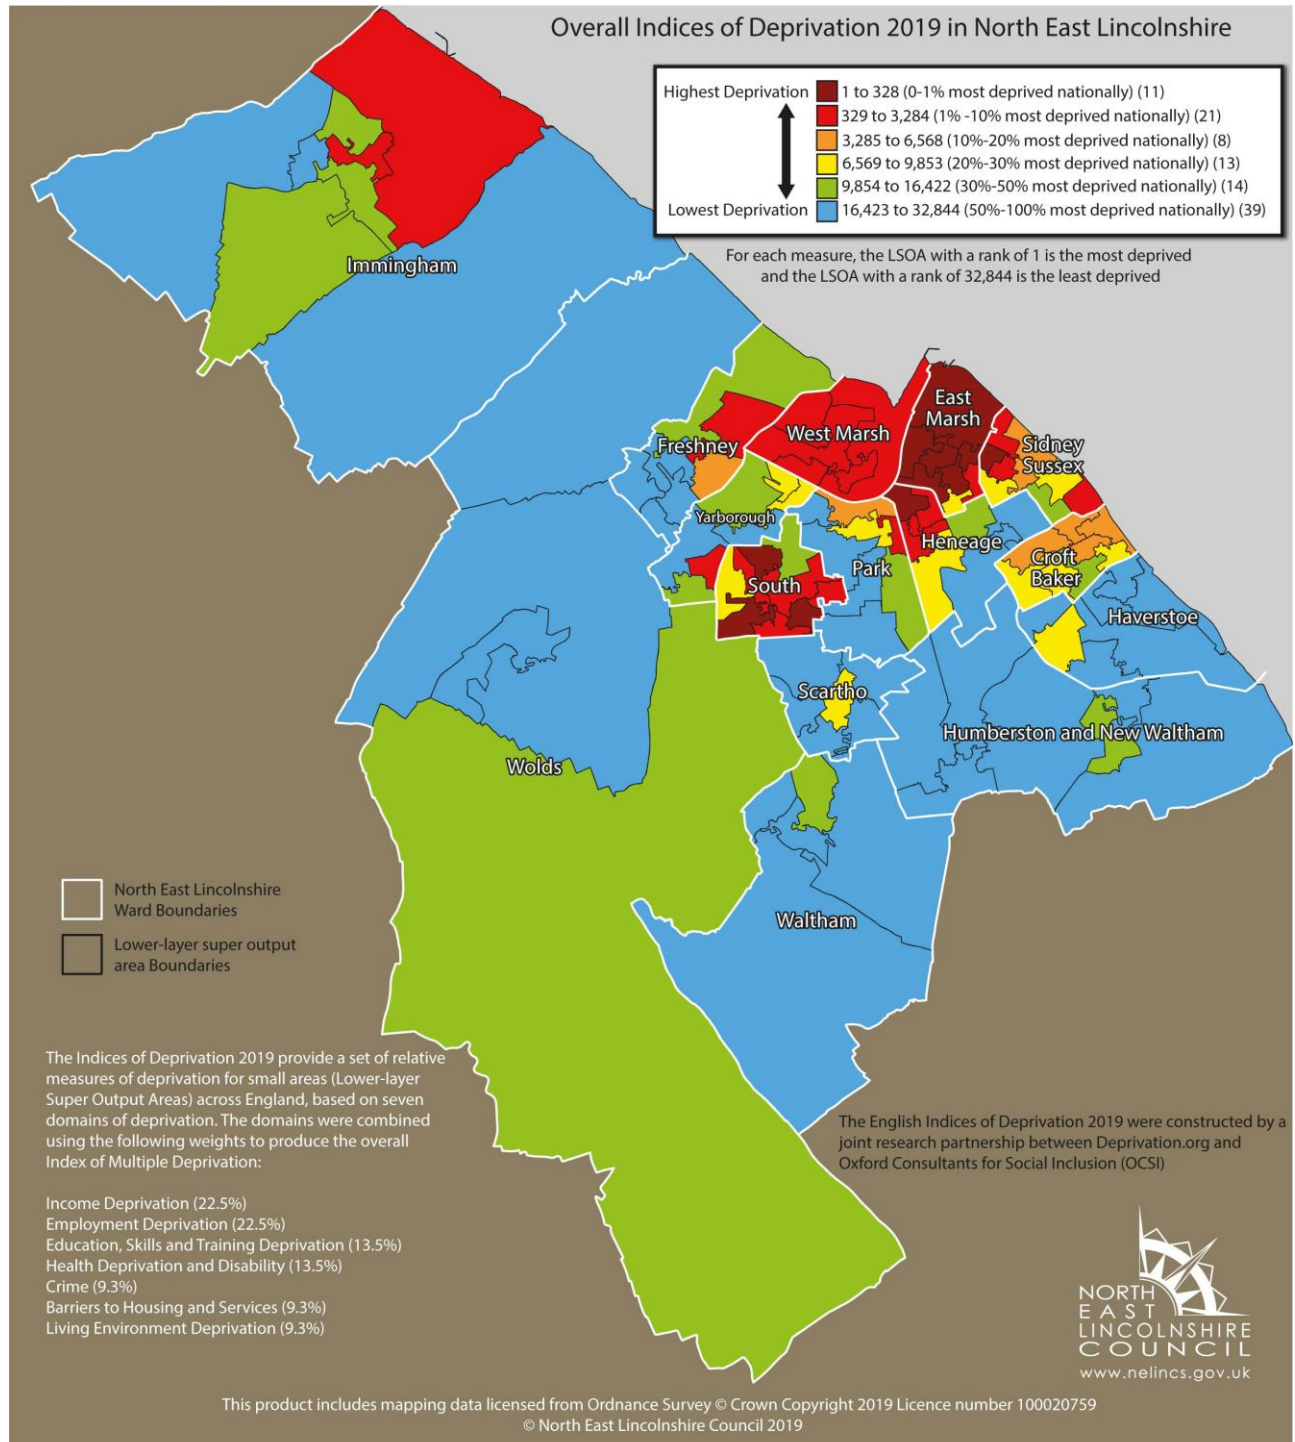 Overall Indices of Deprivation 2019 in North East Lincolnshire
Highest Deprivation
1 to 328 (0-1% most deprived nationally) (11)
329 to 3,284 (1% -10% most deprived nationally) (21)
3,285 to 6,568 (10%-20% most deprived nationally) (8)
6,569 to 9,853 (20%-30% most deprived nationally) (13)
9,854 to 16,422 (30%-50% most deprived nationally) (14)
Lowest Deprivation
16,423 to 32,844 (50%-100% most deprived nationally) (39)
For each measure, the LSOA with a rank of 1 is the most deprived
and the LSOA with a rank of 32,844 is the least deprived
Immingham
East
Marsh
West Marsh
Freshney
Sidney
Sussex
Yarborough
Heneage
Croft
Baker
Park
South
Haverstoe
Scartho
Humberston and New Waltham
Wolds
Waltham
North East Lincolnshire
Ward Boundaries
Lower-layer super output
area Boundaries
The Indices of Deprivation 2019 provide a set of relative
measures of deprivation for small areas (Lower-layer
Super Output Areas) across England, based on seven
domains of deprivation. The domains were combined
using the following weights to produce the overall
Index of Multiple Deprivation:
Income Deprivation (22.5%)
Employment Deprivation (22.5%)
Education, Skills and Training Deprivation (13.5%)
Health Deprivation and Disability (13.5%)
Crime (9.3%)
Barriers to Housing and Services (9.3%)
Living Environment Deprivation (9.3%)
The English Indices of Deprivation 2019 were constructed by a
joint research partnership between Deprivation.org and
Oxford Consultants for Social Inclusion (OCSI)
NORTH
EAST
LINCOLNSHIRE
COUNCIL
www.nelincs.gov.uk
This product includes mapping data licensed from Ordnance Survey © Crown Copyright 2019 Licence number 100020759
© North East Lincolnshire Council 2019